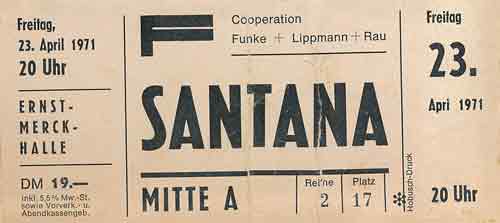 Freitag,
23. April 1971
20 Uhr
ERNST-
MERCK-
HALLE
DM 19.—
inkl. 5,5% Mw.-St.
sowie Vorverk.- u.
Abendkassengeb.
F
Cooperation
Funke + Lippmann + Rau
SANTANA
MITTE A
Reihe
2
Platz
17
Hobusch-Druck
Freitag
23.
April 1971
20 Uhr